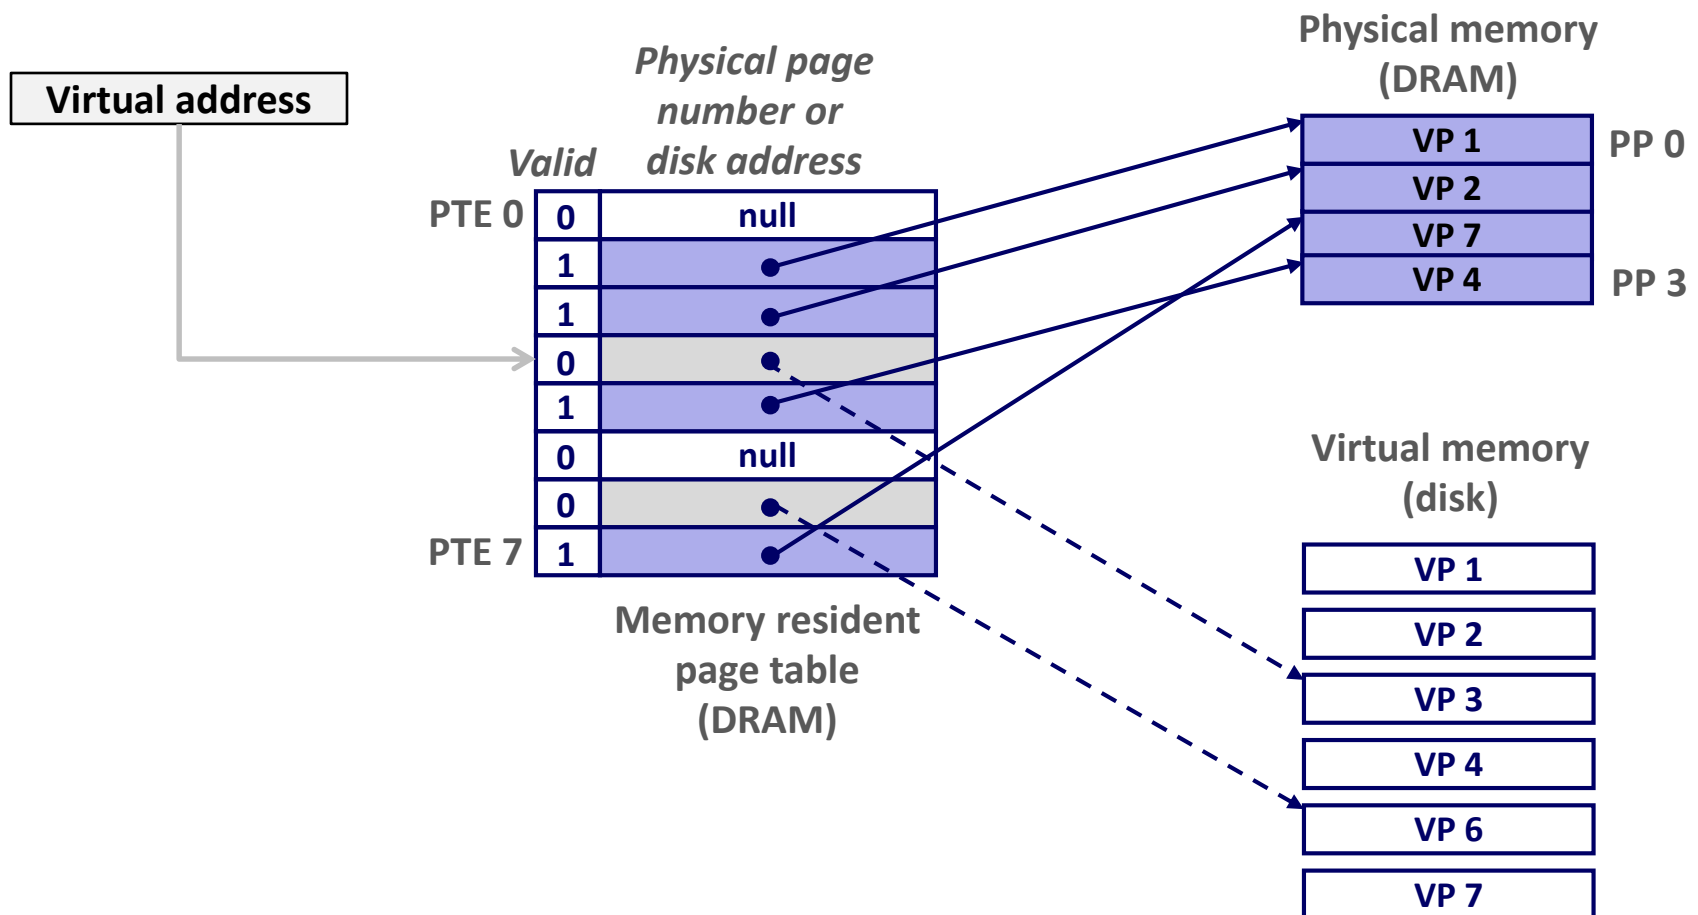 Virtual address
Physical page
number or
disk address
Valid
PTE 0
0
null
1
1
0
1
0
null
0
PTE 7
1
Memory resident
page table
(DRAM)
Physical memory
(DRAM)
VP 1
PP 0
VP 2
VP 7
VP 4
PP 3
Virtual memory
(disk)
VP 1
VP 2
VP 3
VP 4
VP 6
VP 7